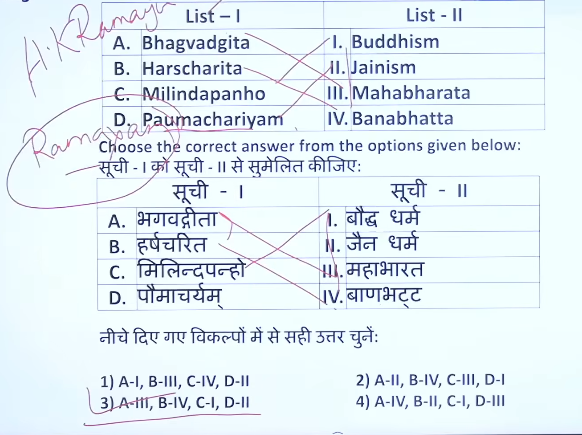 H.K Ramayan
List – I List - II
A. Bhagvadgita I. Buddhism
B. Harscharita II. Jainism
C. Milindapanho III. Mahabharata
D. Paumachariyam IV. Banabhatta
Ramayan
Choose the correct answer from the options given below:
सूची - I को सूची - II से सुमेलित कीजिए:
सूची - I सूची - II
A. भगवद्गीता I. बौद्ध धर्म
B. हर्षचरित II. जैन धर्म
C. मिलिन्दपन्हो III. महाभारत
D. पौमाचर्यम् IV. बाणभट्ट
नीचे दिए गए विकल्पों में से सही उत्तर चुनें:
1) A-I, B-III, C-IV, D-II 2) A-II, B-IV, C-III, D-I
3) A-III, B-IV, C-I, D-II 4) A-IV, B-II, C-I, D-III